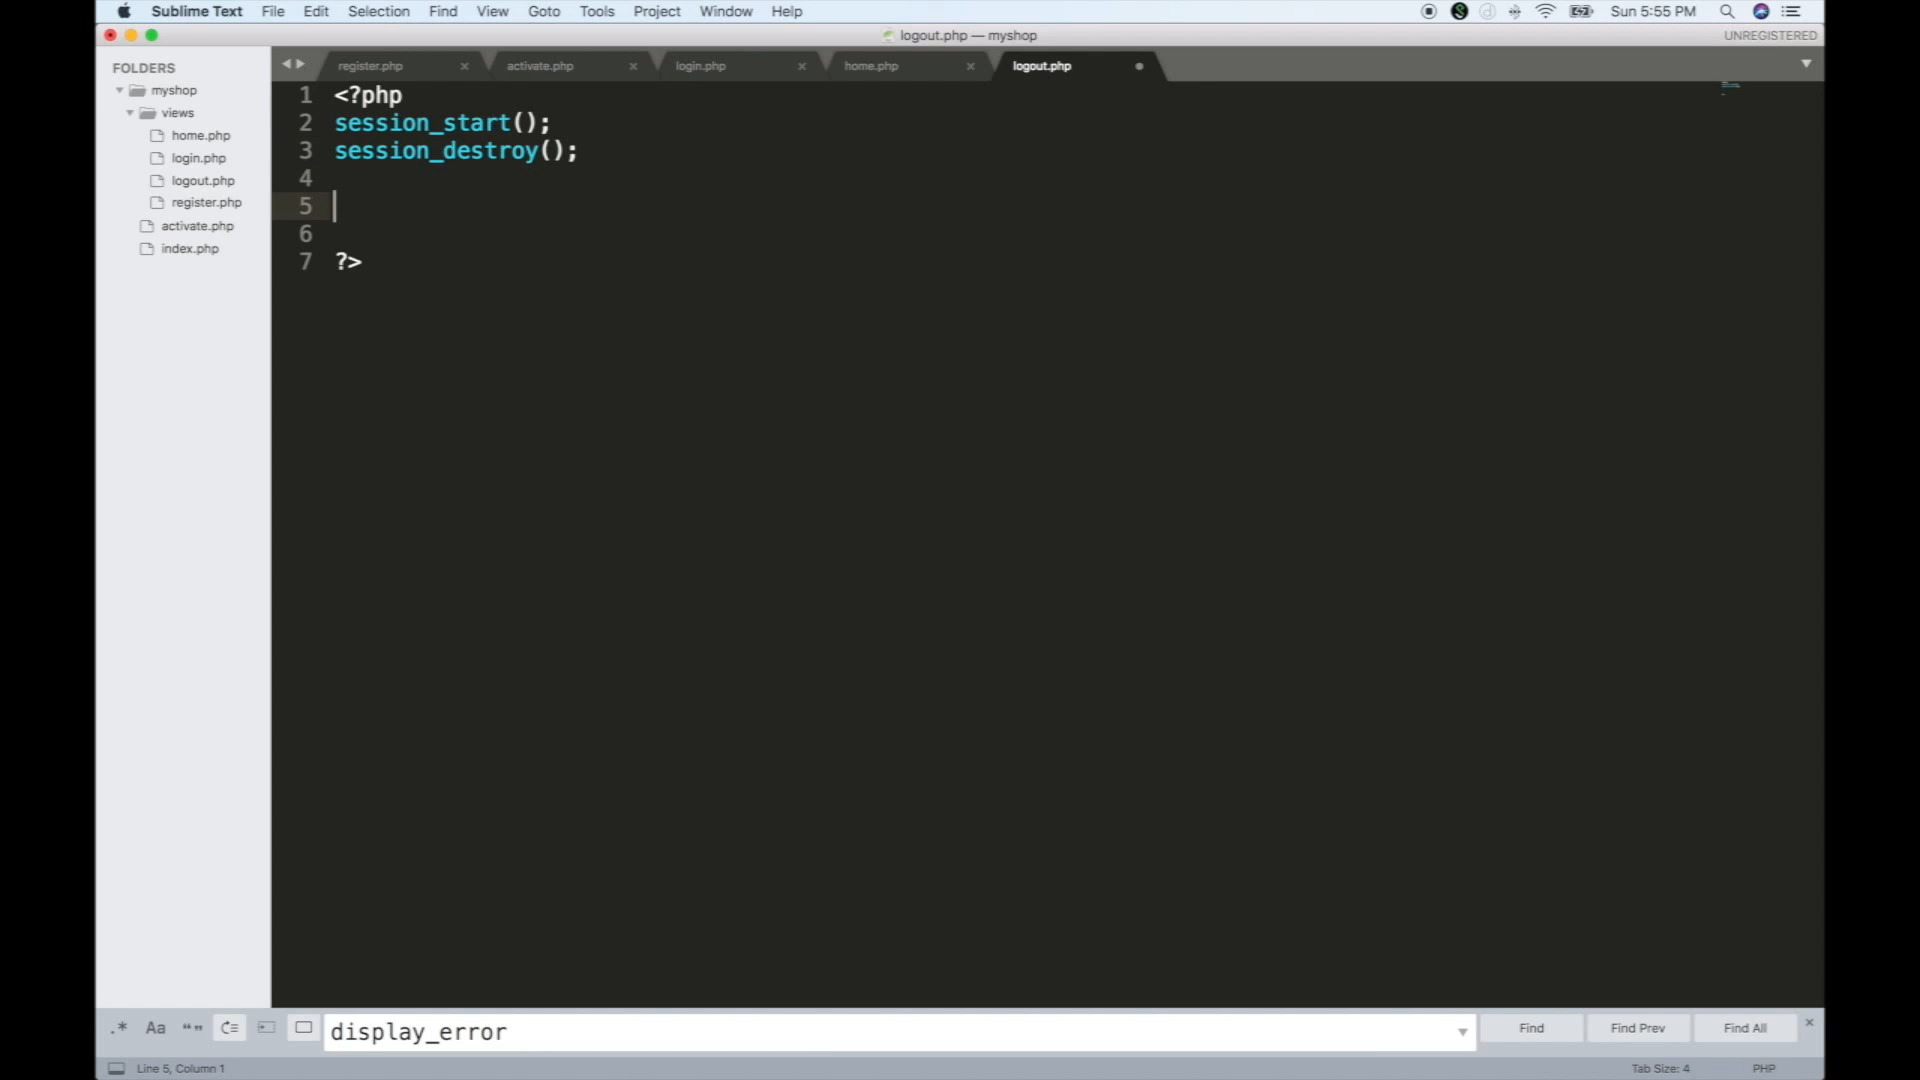 Sublime Text File Edit Selection Find View Goto Tools Project Window Help Sun 5:55 PM
logout.php — myshop UNREGISTERED
FOLDERS
myshop
views
home.php
login.php
logout.php
register.php
activate.php
index.php
register.php activate.php login.php home.php logout.php
1 <?php
2 session_start();
3 session_destroy();
4
5
6
7 ?>
.* Aa “” display_error Find Find Prev Find All
Line 5, Column 1 Tab Size: 4 PHP